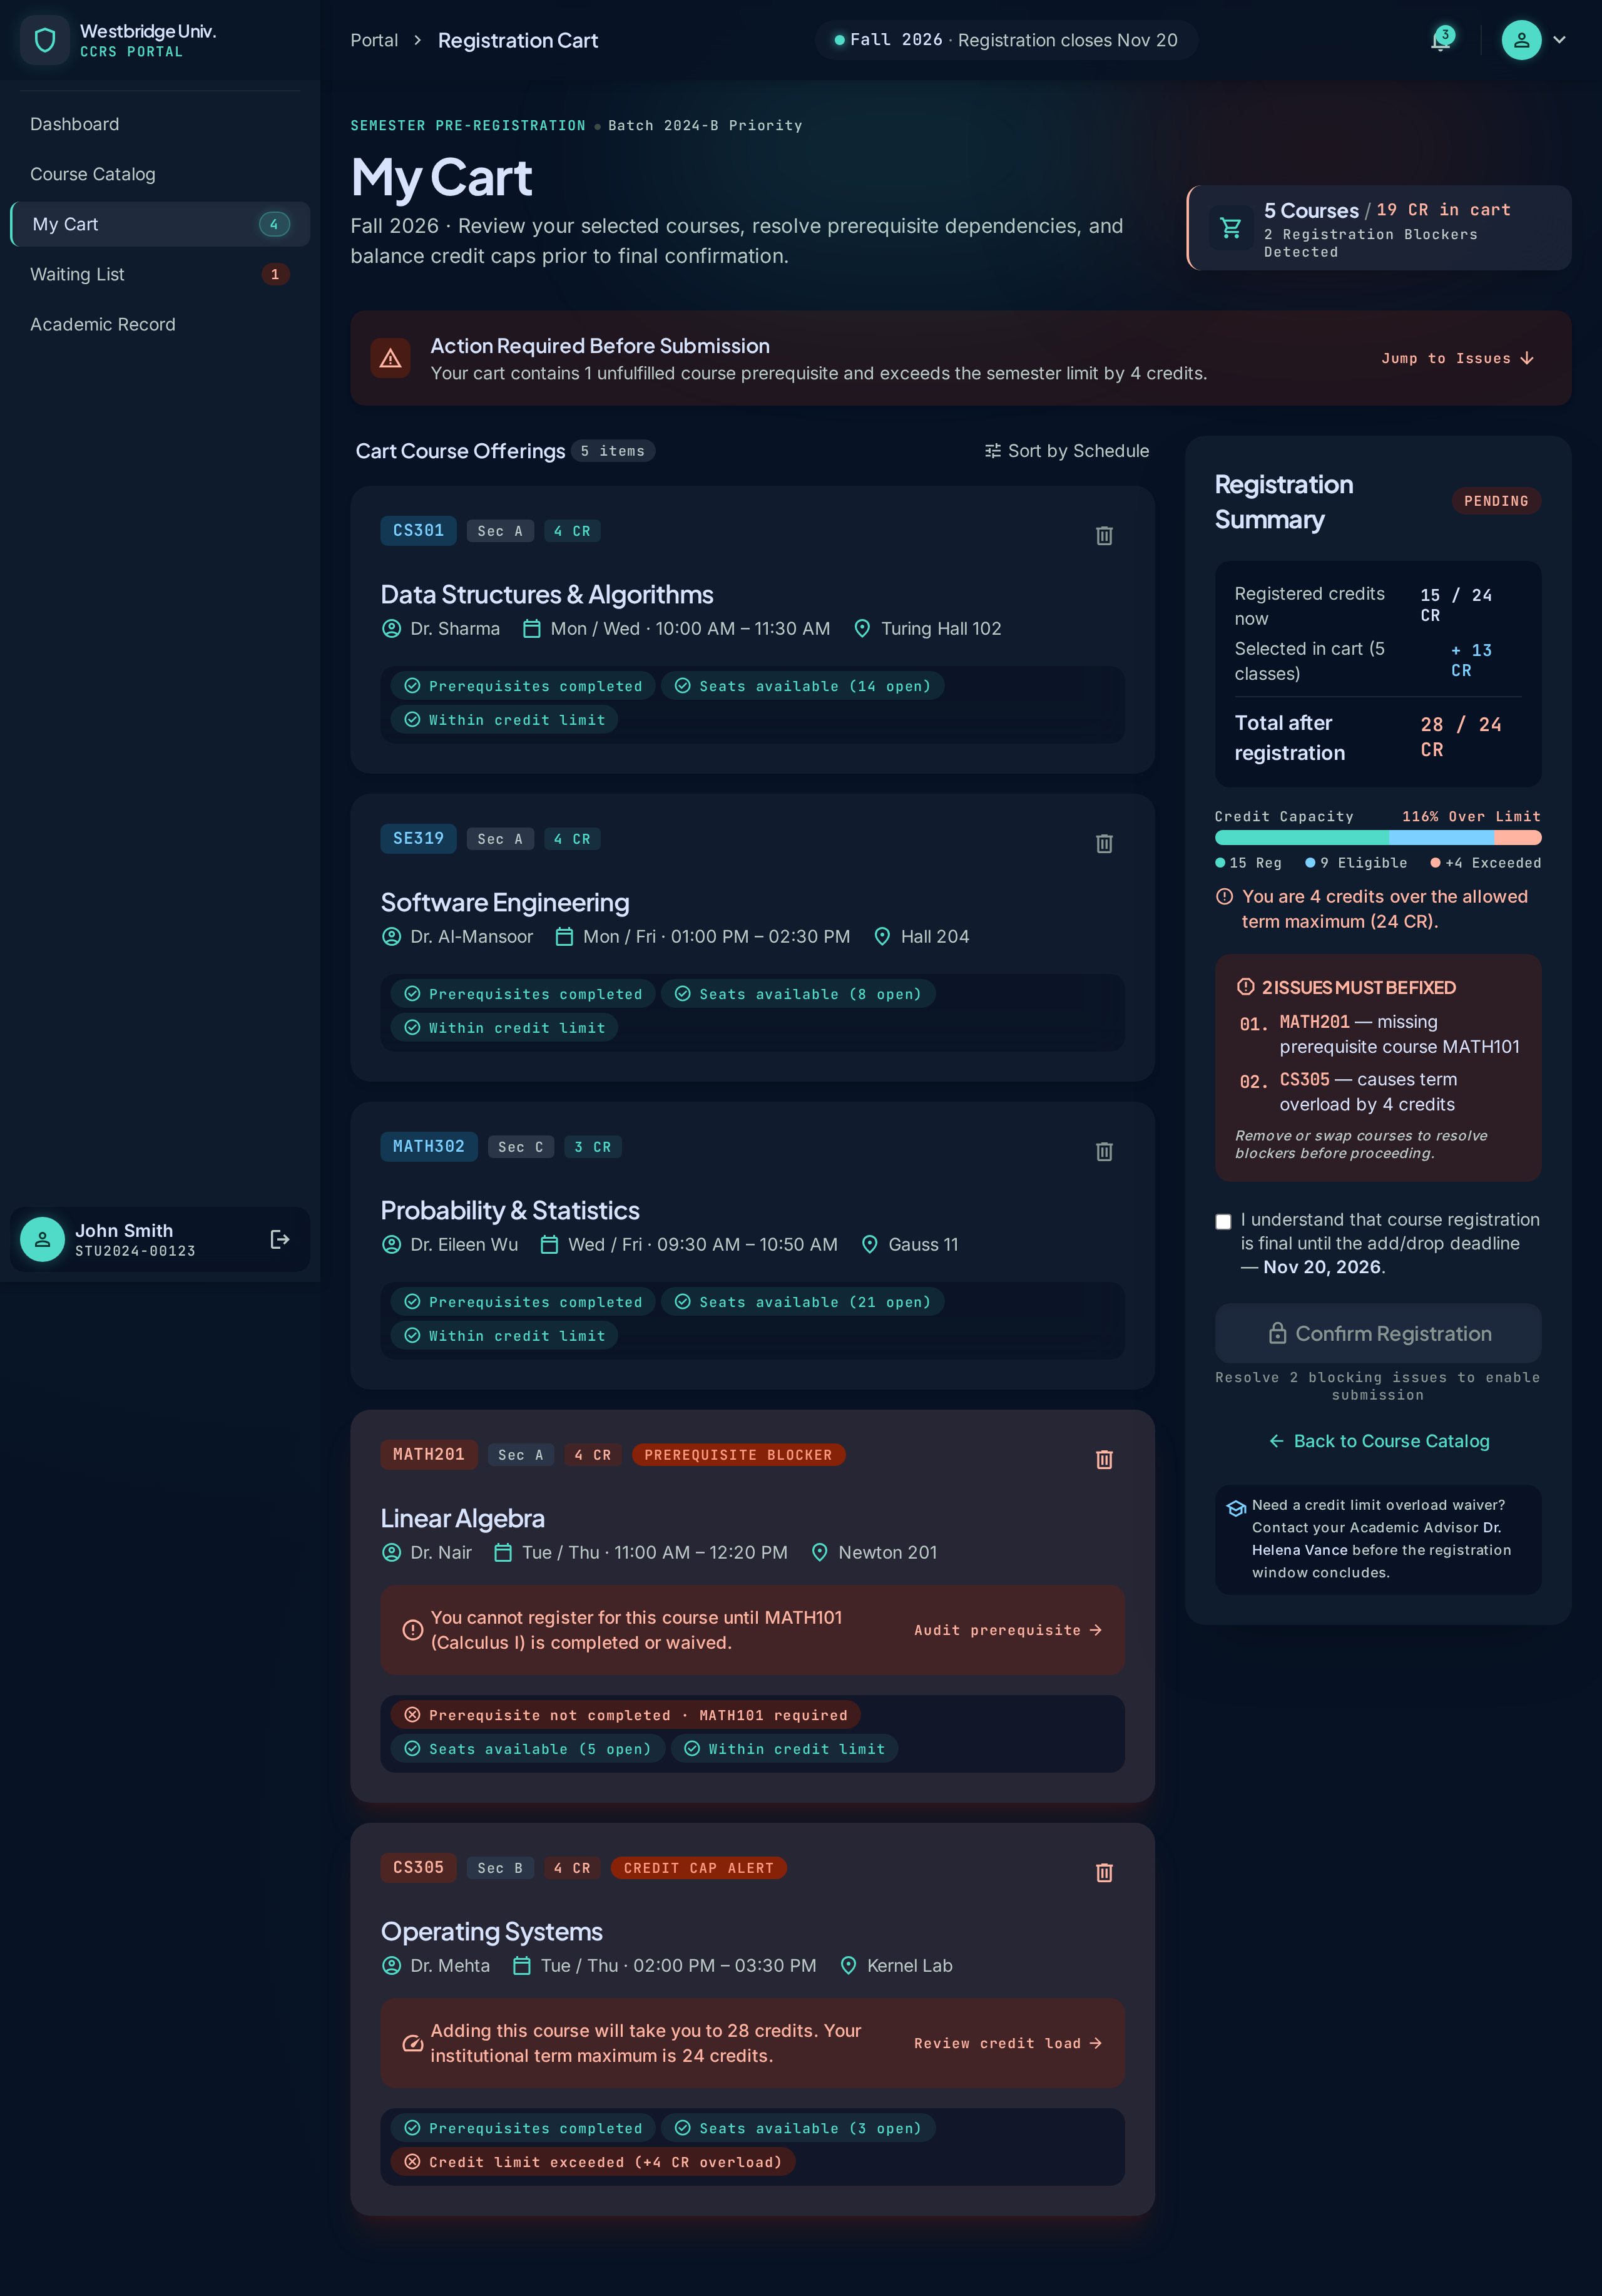 Westbridge Univ.
CCRS PORTAL
Portal
Registration Cart
Fall 2026 · Registration closes Nov 20
3
Dashboard
Course Catalog
My Cart
4
Waiting List
1
Academic Record
John Smith
STU2024-00123
SEMESTER PRE-REGISTRATION
Batch 2024-B Priority
My Cart
Fall 2026 · Review your selected courses, resolve prerequisite dependencies, and
balance credit caps prior to final confirmation.
5 Courses / 19 CR in cart
2 Registration Blockers
Detected
Action Required Before Submission
Your cart contains 1 unfulfilled course prerequisite and exceeds the semester limit by 4 credits.
Jump to Issues
Cart Course Offerings
5 items
Sort by Schedule
CS301
Sec A
4 CR
Data Structures & Algorithms
Dr. Sharma
Mon / Wed · 10:00 AM – 11:30 AM
Turing Hall 102
Prerequisites completed
Seats available (14 open)
Within credit limit
SE319
Sec A
4 CR
Software Engineering
Dr. Al-Mansoor
Mon / Fri · 01:00 PM – 02:30 PM
Hall 204
Prerequisites completed
Seats available (8 open)
Within credit limit
MATH302
Sec C
3 CR
Probability & Statistics
Dr. Eileen Wu
Wed / Fri · 09:30 AM – 10:50 AM
Gauss 11
Prerequisites completed
Seats available (21 open)
Within credit limit
MATH201
Sec A
4 CR
PREREQUISITE BLOCKER
Linear Algebra
Dr. Nair
Tue / Thu · 11:00 AM – 12:20 PM
Newton 201
You cannot register for this course until MATH101
(Calculus I) is completed or waived.
Audit prerequisite
Prerequisite not completed · MATH101 required
Seats available (5 open)
Within credit limit
CS305
Sec B
4 CR
CREDIT CAP ALERT
Operating Systems
Dr. Mehta
Tue / Thu · 02:00 PM – 03:30 PM
Kernel Lab
Adding this course will take you to 28 credits. Your
institutional term maximum is 24 credits.
Review credit load
Prerequisites completed
Seats available (3 open)
Credit limit exceeded (+4 CR overload)
Registration
Summary
PENDING
Registered credits
now
15 / 24
CR
Selected in cart (5
classes)
+ 13
CR
Total after
registration
28 / 24
CR
Credit Capacity
116% Over Limit
15 Reg
9 Eligible
+4 Exceeded
You are 4 credits over the allowed
term maximum (24 CR).
2 ISSUES MUST BE FIXED
01. MATH201 — missing
prerequisite course MATH101
02. CS305 — causes term
overload by 4 credits
Remove or swap courses to resolve
blockers before proceeding.
I understand that course registration
is final until the add/drop deadline
— Nov 20, 2026.
Confirm Registration
Resolve 2 blocking issues to enable
submission
Back to Course Catalog
Need a credit limit overload waiver?
Contact your Academic Advisor Dr.
Helena Vance before the registration
window concludes.